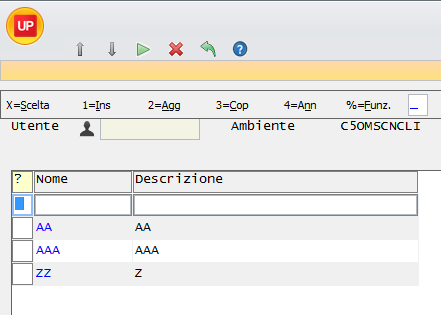 UP
?
X=Scelta 1=Ins 2=Agg 3=Cop 4=Ann %=Funz. _
Utente Ambiente C5OMSCNCLI
? Nome Descrizione
AA AA
AAA AAA
ZZ Z